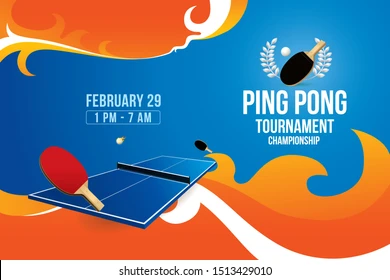 FEBRUARY 29
1 PM - 7 AM
PING PONG
TOURNAMENT
CHAMPIONSHIP
shutterstock.com · 1513429010